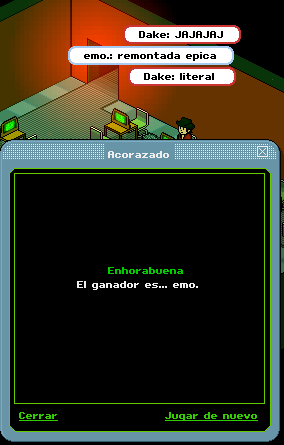 Dake: JAJAJAJ
emo.: remontada epica
Dake: literal
Acorazado
Enhorabuena
El ganador es... emo.
Cerrar
Jugar de nuevo